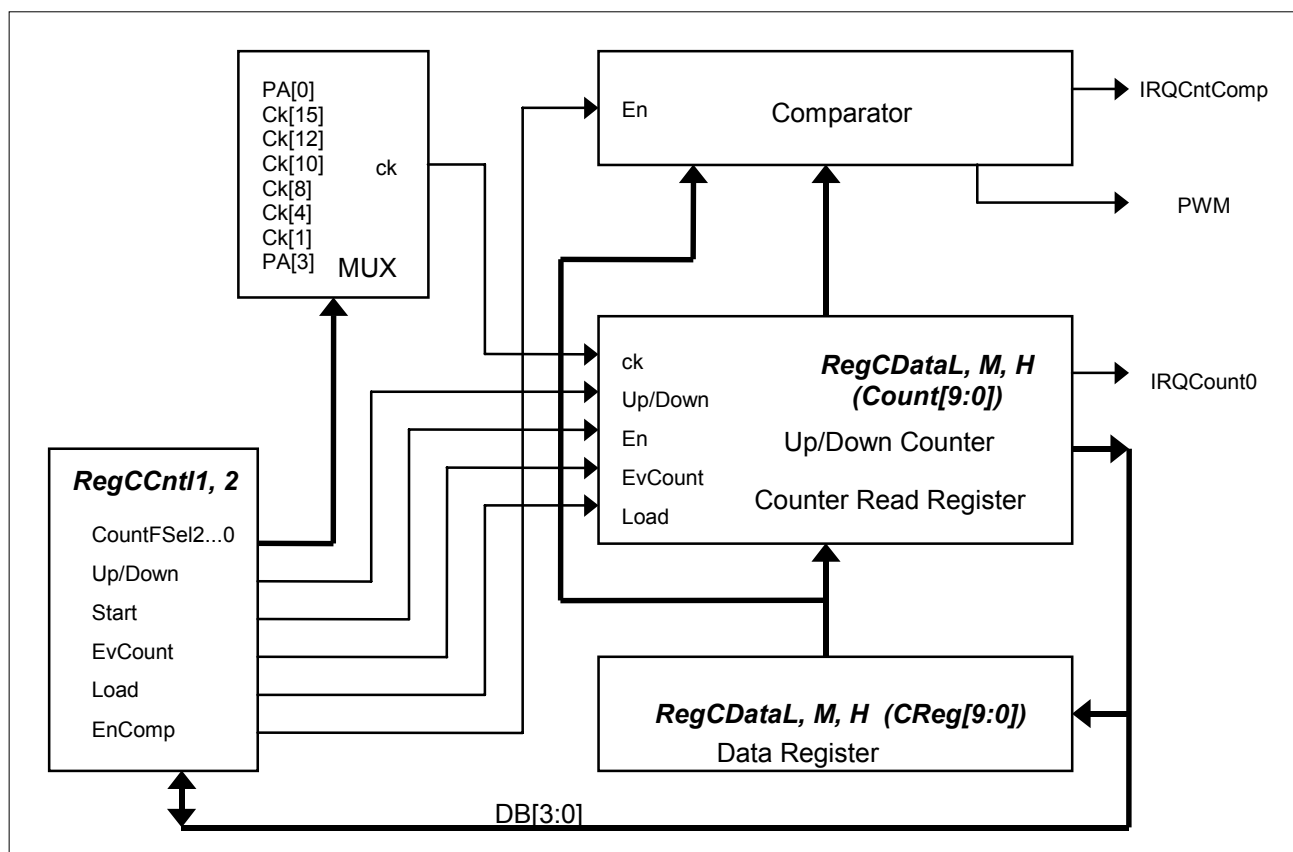 PA[0]
Ck[15]
Ck[12]
Ck[10]
Ck[8]
Ck[4]
Ck[1]
PA[3]
ck
MUX
En
Comparator
IRQCntComp
PWM
ck
Up/Down
En
EvCount
Load
RegCDataL, M, H
(Count[9:0])
Up/Down Counter
Counter Read Register
IRQCount0
RegCCntl1, 2
CountFSel2...0
Up/Down
Start
EvCount
Load
EnComp
RegCDataL, M, H (CReg[9:0])
Data Register
DB[3:0]